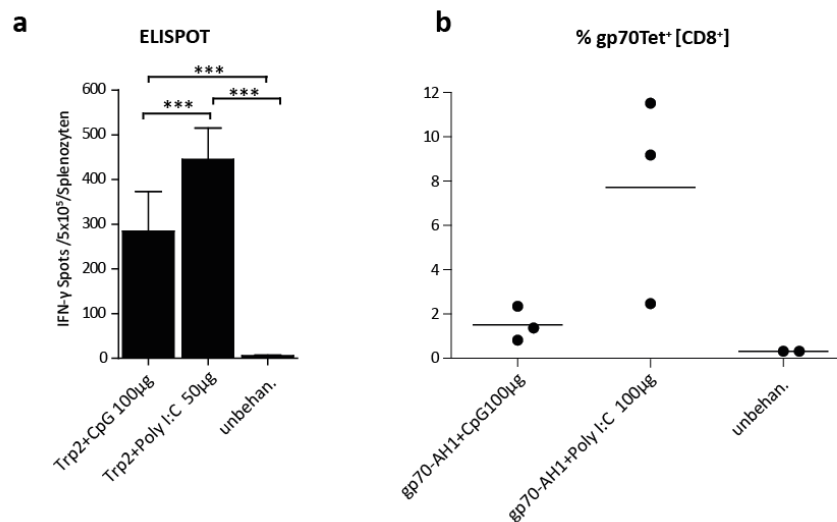 a
ELISPOT
***
***
***
600
500
400
300
200
100
0
IFN-γ Spots /5x10⁵/Splenozyten
Trp2+CpG 100µg
Trp2+Poly I:C 50µg
unbehan.
b
% gp70Tet⁺ [CD8⁺]
12
10
8
6
4
2
0
gp70-AH1+CpG100µg
gp70-AH1+Poly I:C 100µg
unbehan.